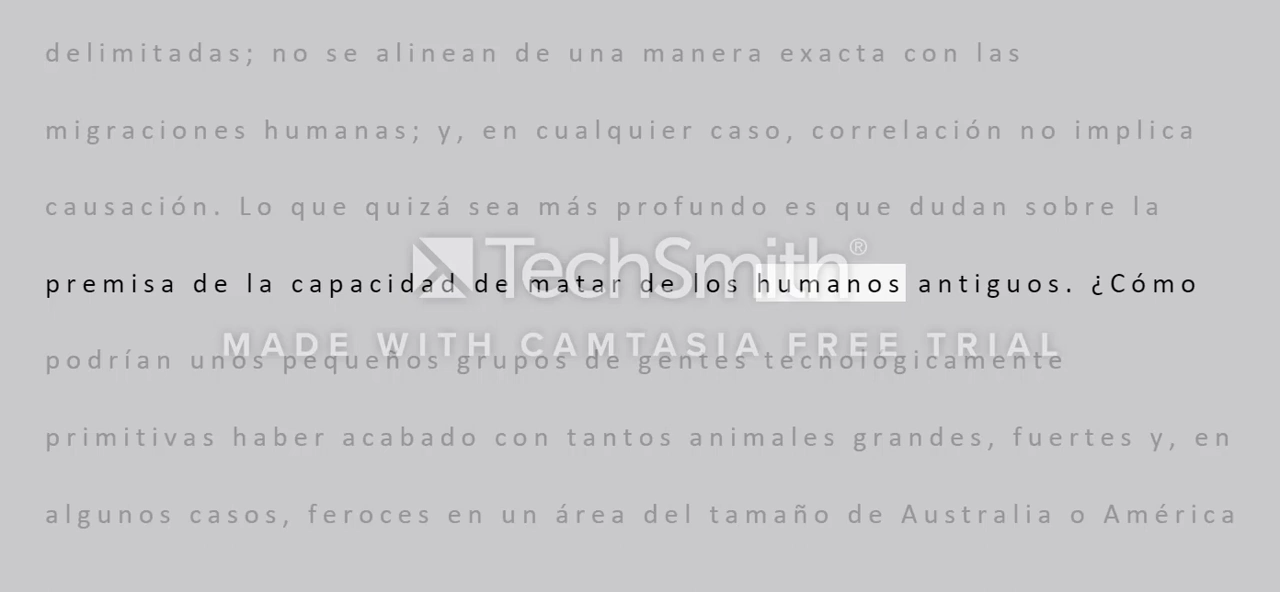 delimitadas; no se alinean de una manera exacta con las
migraciones humanas; y, en cualquier caso, correlación no implica
causación. Lo que quizá sea más profundo es que dudan sobre la
TechSmith®
premisa de la capacidad de matar de los humanos antiguos. ¿Cómo
MADE WITH CAMTASIA FREE TRIAL
podrían unos pequeños grupos de gentes tecnológicamente
primitivas haber acabado con tantos animales grandes, fuertes y, en
algunos casos, feroces en un área del tamaño de Australia o América